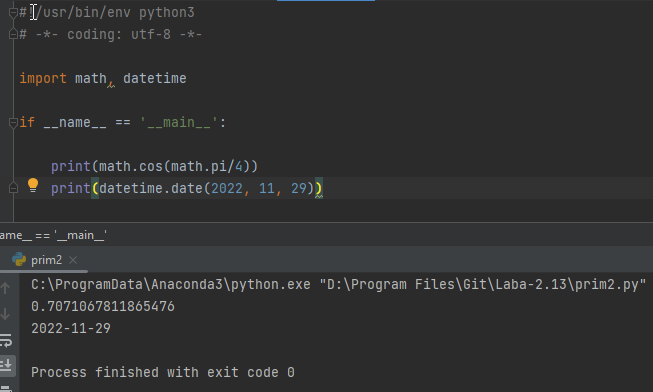 #!/usr/bin/env python3
# -*- coding: utf-8 -*-
import math, datetime
if __name__ == '__main__':
print(math.cos(math.pi/4))
print(datetime.date(2022, 11, 29))
ame__ == '__main__'
prim2
C:\ProgramData\Anaconda3\python.exe "D:\Program Files\Git\Laba-2.13\prim2.py"
0.7071067811865476
2022-11-29
Process finished with exit code 0